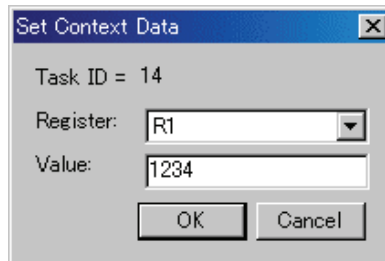 Set Context Data
Task ID = 14
Register: R1
Value: 1234
OK Cancel